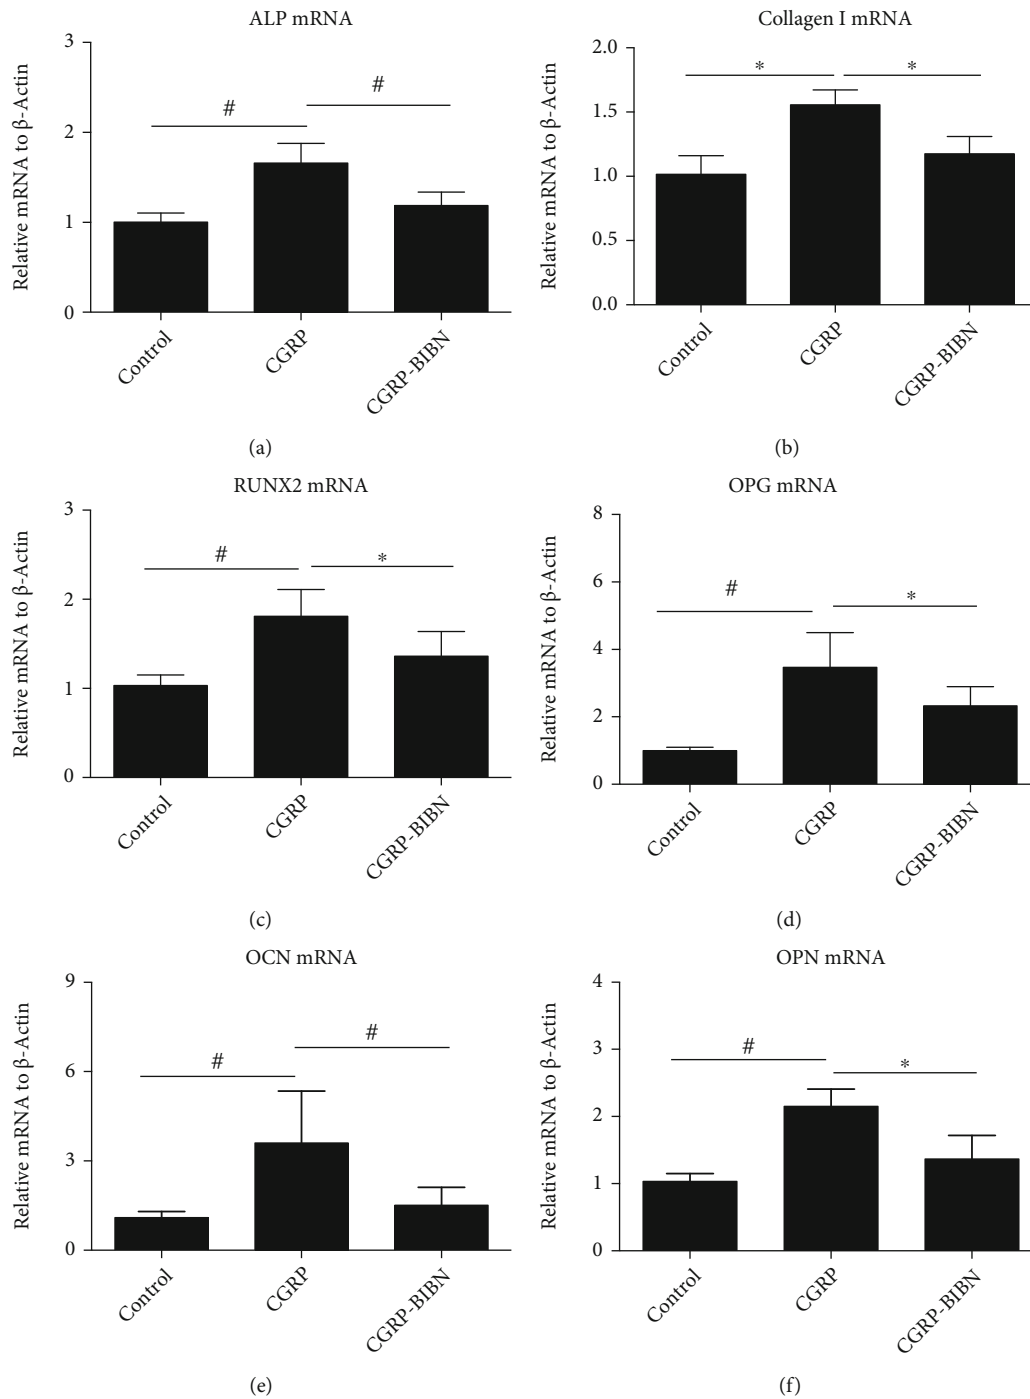 ALP mRNA
Relative mRNA to β-Actin
3
2
1
0
#
#
Control
CGRP
CGRP-BIBN
(a)
Collagen I mRNA
Relative mRNA to β-Actin
2.0
1.5
1.0
0.5
0.0
*
*
Control
CGRP
CGRP-BIBN
(b)
RUNX2 mRNA
Relative mRNA to β-Actin
3
2
1
0
#
*
Control
CGRP
CGRP-BIBN
(c)
OPG mRNA
Relative mRNA to β-Actin
8
6
4
2
0
#
*
Control
CGRP
CGRP-BIBN
(d)
OCN mRNA
Relative mRNA to β-Actin
9
6
3
0
#
#
Control
CGRP
CGRP-BIBN
(e)
OPN mRNA
Relative mRNA to β-Actin
4
3
2
1
0
#
*
Control
CGRP
CGRP-BIBN
(f)